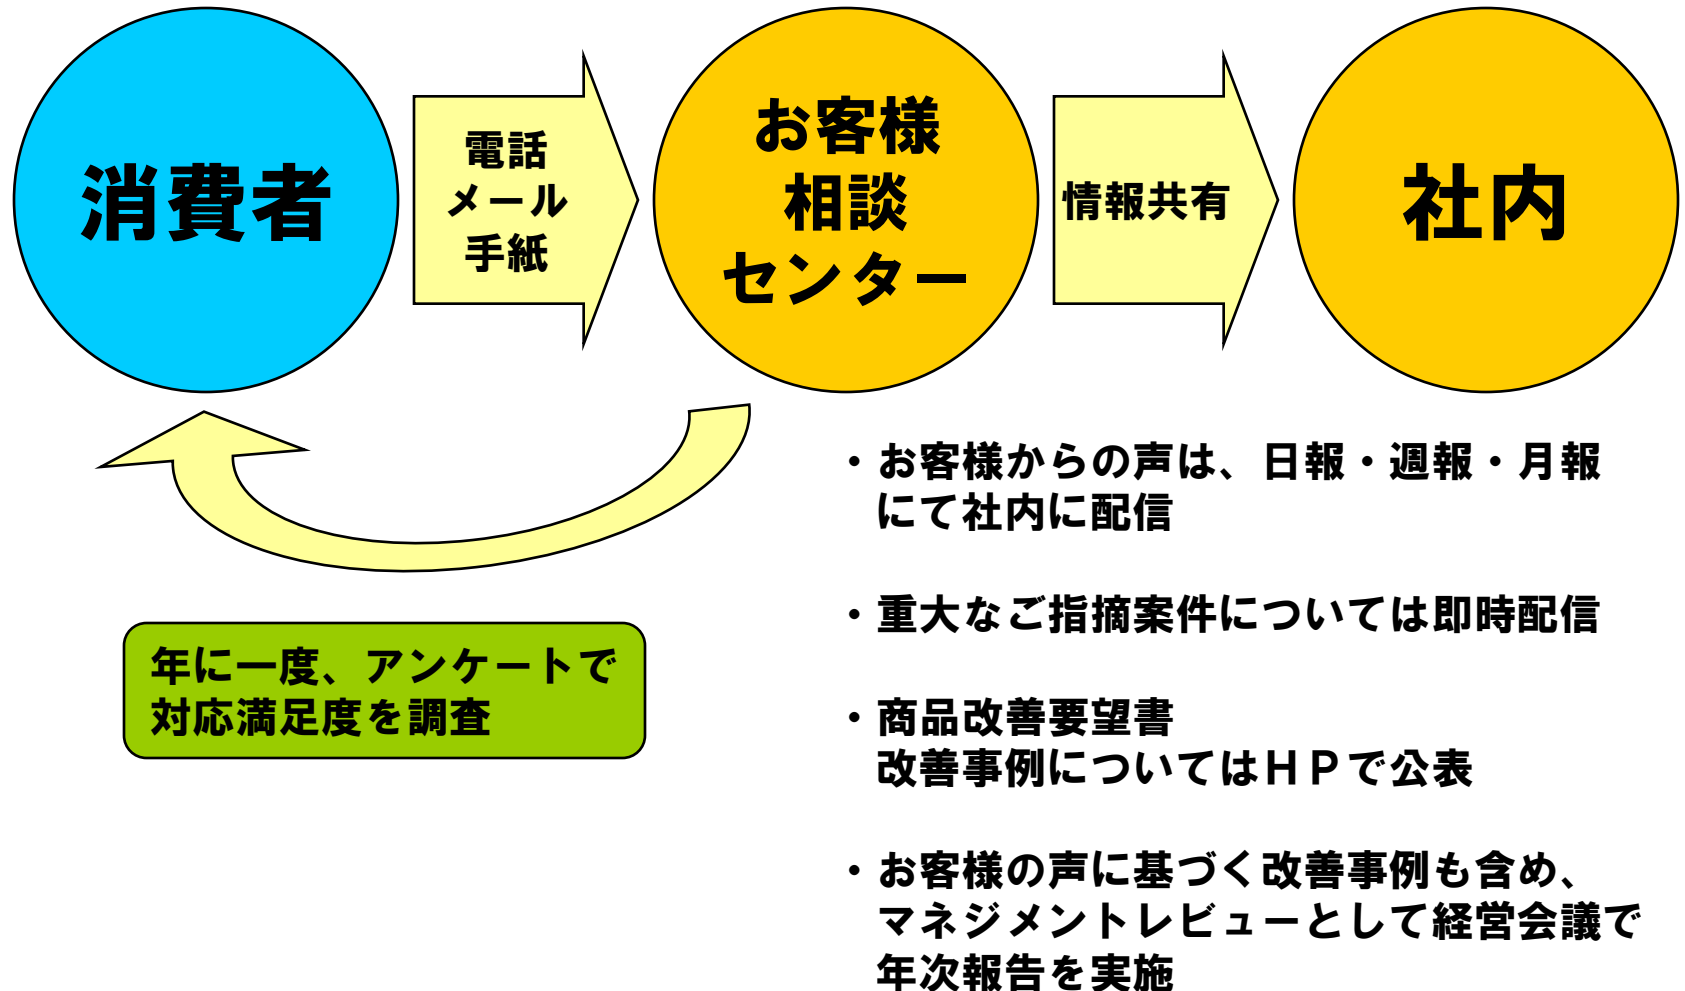 消費者
電話
メール
手紙
お客様
相談
センター
情報共有
社内
年に一度、アンケートで
対応満足度を調査
・お客様からの声は、日報・週報・月報
にて社内に配信
・重大なご指摘案件については即時配信
・商品改善要望書
改善事例についてはＨＰで公表
・お客様の声に基づく改善事例も含め、
マネジメントレビューとして経営会議で
年次報告を実施